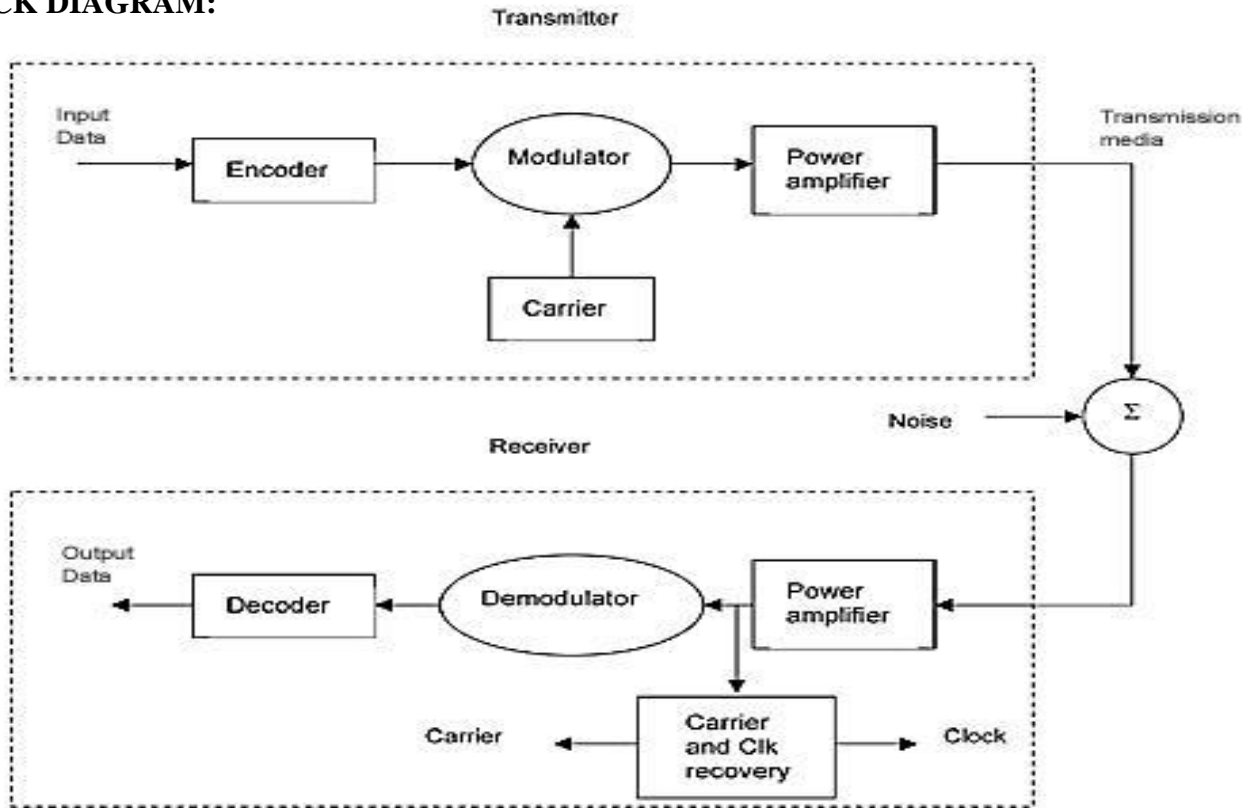 CK DIAGRAM:
Transmitter
Input
Data
Encoder
Modulator
Power
amplifier
Transmission
media
Carrier
Noise
Σ
Receiver
Output
Data
Decoder
Demodulator
Power
amplifier
Carrier
Carrier
and Clk
recovery
Clock